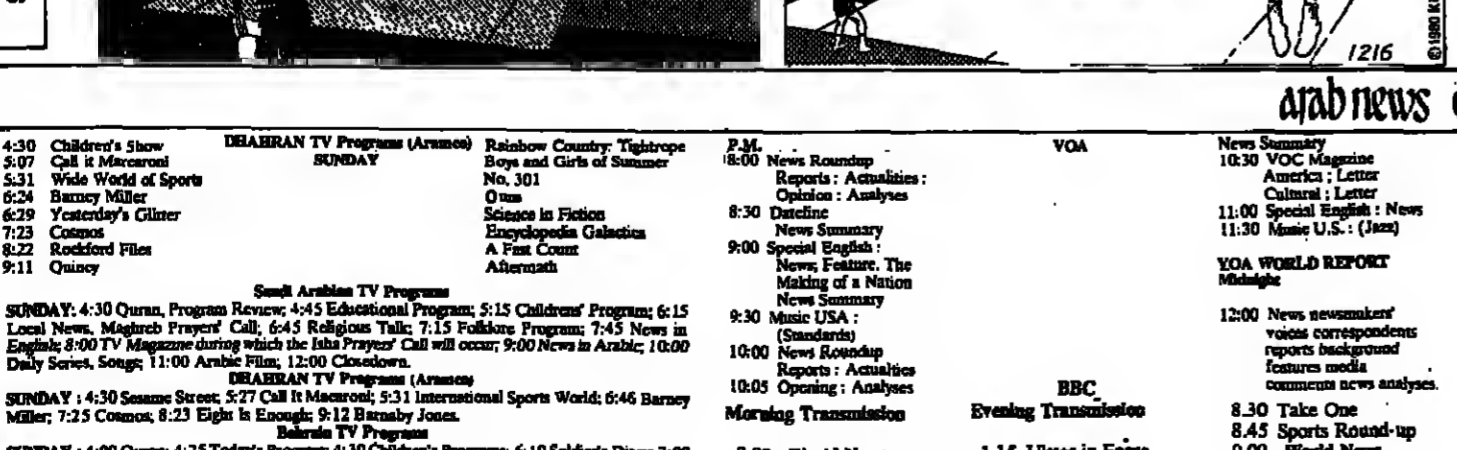 1216
© 1980
arab news
DHAHRAN TV Programs (Aramco)
SUNDAY
4:30 Children's Show Rainbow Country: Tightrope
5:07 Call it Marcaroni Boys and Girls of Summer
5:31 Wide World of Sports No. 301
6:24 Barney Miller
6:29 Yesterday's Glitter Science in Fiction
7:23 Cosmos Encyclopedia Galactica
8:22 Rockford Files A Fast Count
9:11 Quincy Aftermath
Saudi Arabian TV Programs
SUNDAY: 4:30 Quran, Program Review; 4:45 Educational Program; 5:15 Childrens' Program; 6:15
Local News, Maghreb Prayers' Call; 6:45 Religious Talk; 7:15 Folklore Program; 7:45 News in
English; 8:00 TV Magazine during which the Isha Prayers' Call will occur; 9:00 News in Arabic; 10:00
Daily Series, Songs; 11:00 Arabic Film; 12:00 Closedown.
DHAHRAN TV Programs (Aramco)
SUNDAY : 4:30 Sesame Street; 5:27 Call It Macaroni; 5:31 International Sports World; 6:46 Barney
Miller; 7:25 Cosmos; 8:23 Eight Is Enough; 9:12 Barnaby Jones.
Bahrain TV Programs
VOA
P.M.
8:00 News Roundup
Reports : Actualities :
Opinion : Analyses
8:30 Dateline
News Summary
9:00 Special English :
News; Feature. The
Making of a Nation
News Summary
9:30 Music USA :
(Standards)
10:00 News Roundup
Reports : Actualities
10:05 Opening : Analyses
News Summary
10:30 VOC Magazine
America ; Letter
Cultural ; Letter
11:00 Special English : News
11:30 Music U.S. : (Jazz)
VOA WORLD REPORT
Midnight
12:00 News newsmakers'
voices correspondents
reports background
features media
comments news analyses.
BBC
Morning Transmission
Evening Transmission
8.30 Take One
8.45 Sports Round-up
World News